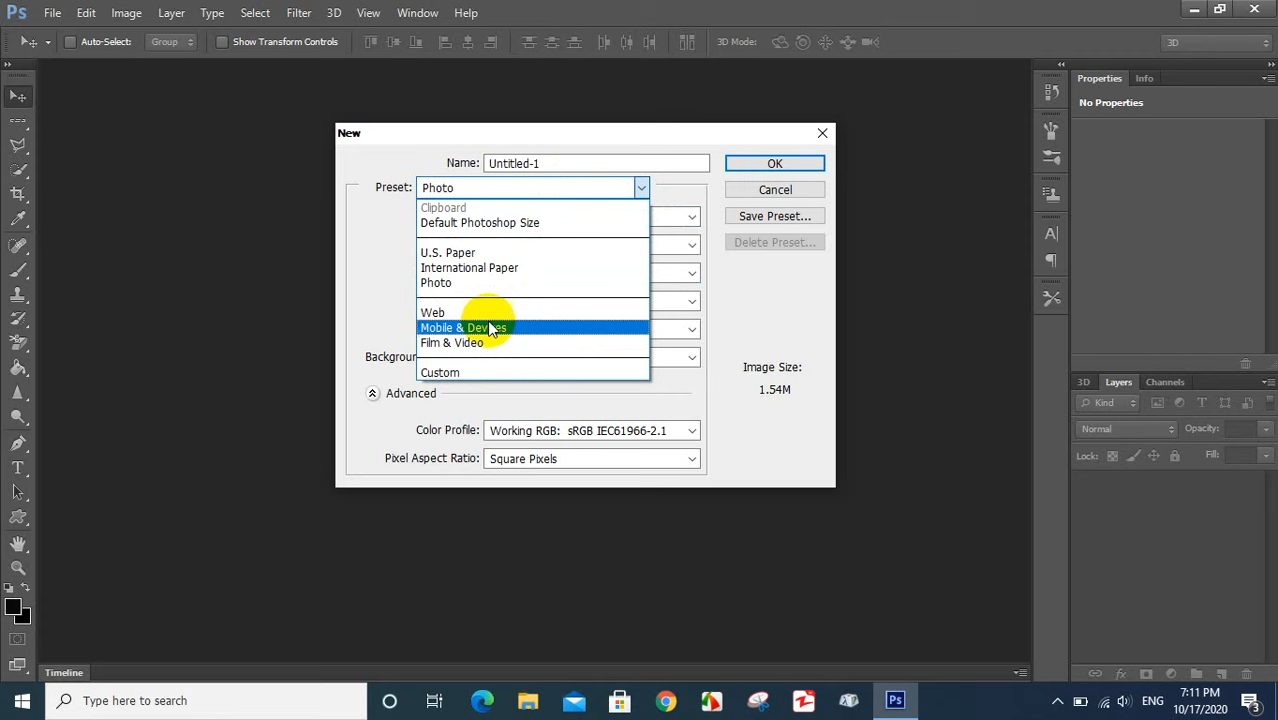 Ps File Edit Image Layer Type Select Filter 3D View Window Help
Auto-Select: Group Show Transform Controls 3D Mode: 3D
Properties Info
No Properties
New
Name: Untitled-1 OK
Preset: Photo Cancel
Clipboard
Default Photoshop Size
Save Preset...
Delete Preset...
U.S. Paper
International Paper
Photo
Web
Mobile & Devices
Film & Video
Custom
Background
Advanced
Image Size:
1.54M
Color Profile: Working RGB: sRGB IEC61966-2.1
Pixel Aspect Ratio: Square Pixels
3D Layers Channels
Kind
Normal Opacity:
Lock: Fill:
Timeline
Type here to search
Ps
ENG
7:11 PM
10/17/2020
3